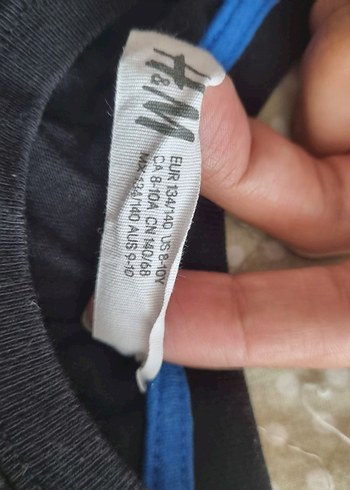 H&M
EUR 134/140 US 8-10Y
CA 8-10A CN 140/68
MX 134/140 AUS 9-10